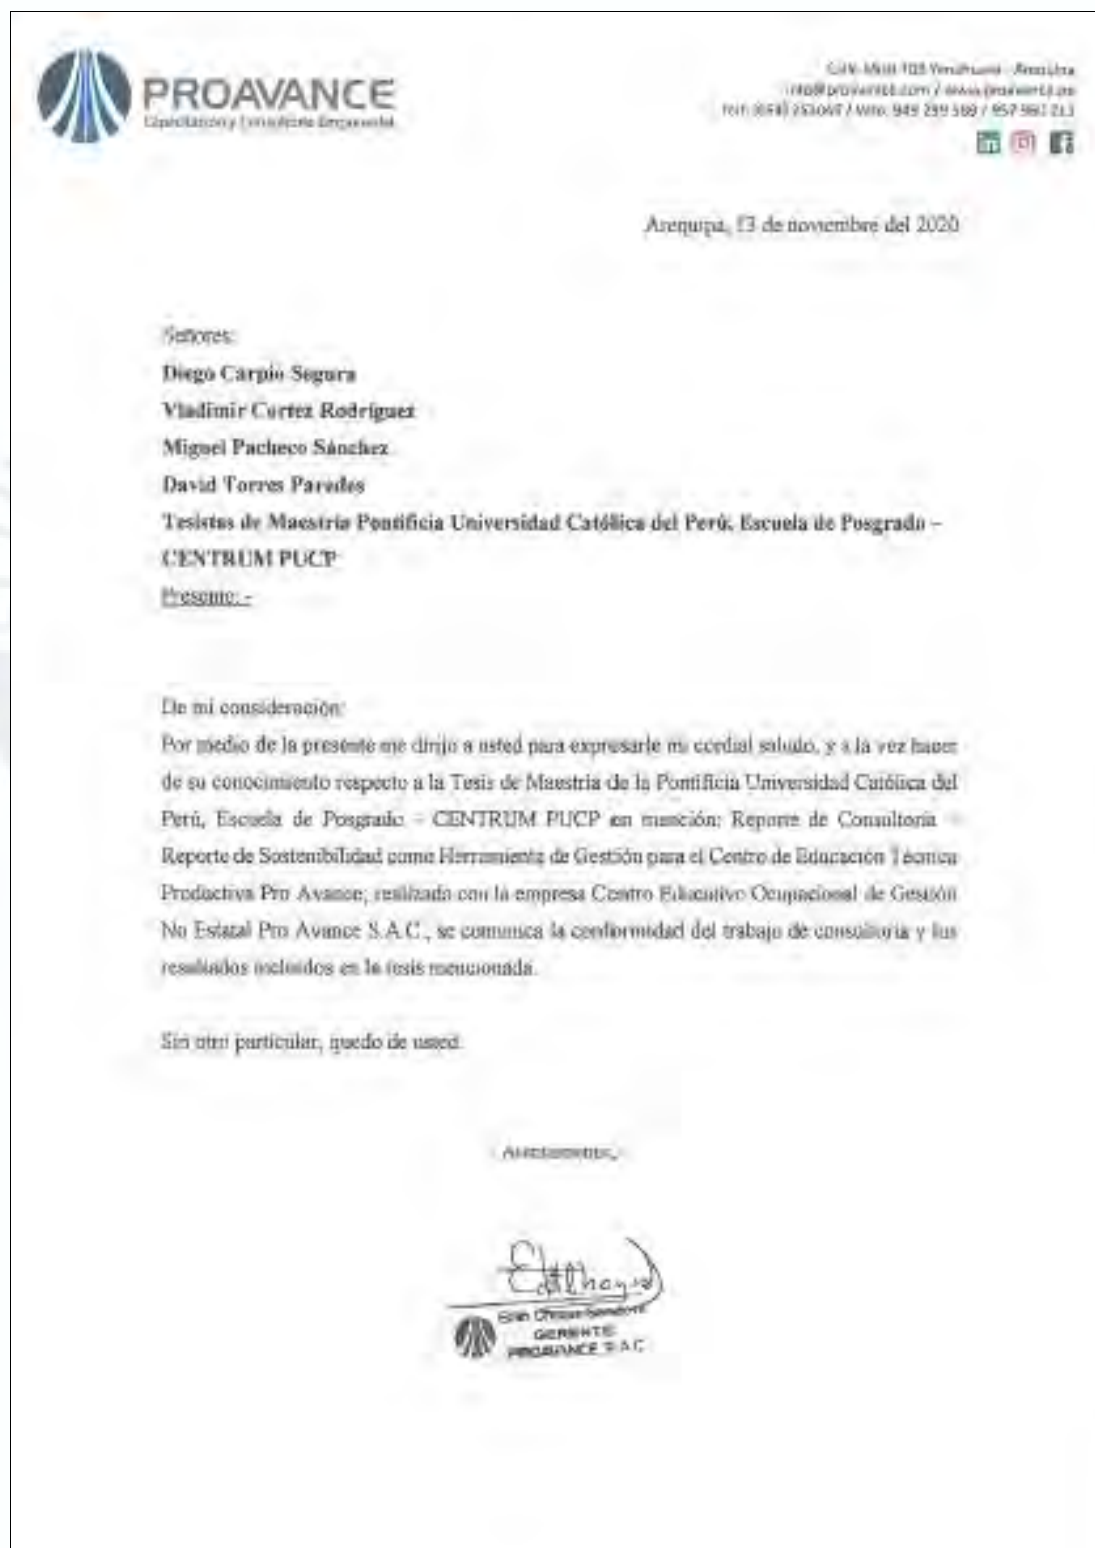 PROAVANCE
Capacitación y Consultoría Empresarial
Arequipa, 13 de noviembre del 2020
Señores:
Diego Carpio Segura
Vladimir Cortez Rodríguez
Miguel Pacheco Sánchez
David Torres Paredes
Tesistas de Maestría Pontificia Universidad Católica del Perú, Escuela de Posgrado –
CENTRUM PUCP
Presente: -
De mi consideración:
Por medio de la presente me dirijo a usted para expresarle mi cordial saludo, y a la vez hacer
de su conocimiento respecto a la Tesis de Maestría de la Pontificia Universidad Católica del
Perú, Escuela de Posgrado – CENTRUM PUCP en mención: Reporte de Consultoría –
Reporte de Sostenibilidad como Herramienta de Gestión para el Centro de Educación Técnica
Productiva Pro Avance; realizada con la empresa Centro Educativo Ocupacional de Gestión
No Estatal Pro Avance S.A.C., se comunica la conformidad del trabajo de consultoría y los
resultados incluidos en la tesis mencionada.
Sin otro particular, quedo de usted.
Atentamente,-
GERENTE
PROAVANCE S.A.C.